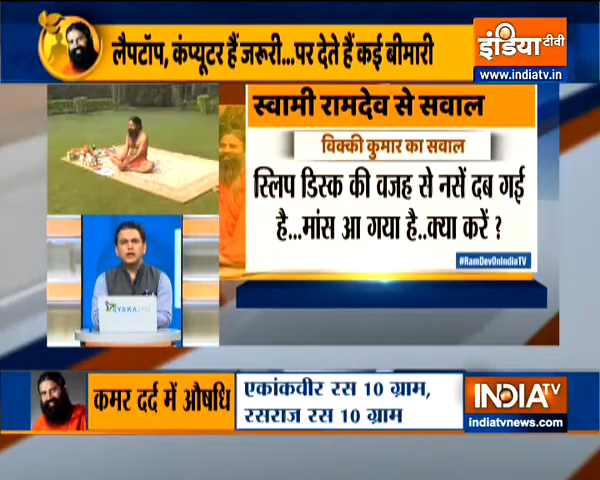 लैपटॉप, कंप्यूटर हैं जरूरी...पर देते हैं कई बीमारी
इंडिया टीवी
www.indiatv.in
स्वामी रामदेव से सवाल
विक्की कुमार का सवाल
स्लिप डिस्क की वजह से नसें दब गई
है...मांस आ गया है..क्या करें ?
#RamDevOnIndiaTV
SYSKA
कमर दर्द में औषधि
एकांकवीर रस 10 ग्राम,
रसराज रस 10 ग्राम
INDIA TV
indiatvnews.com